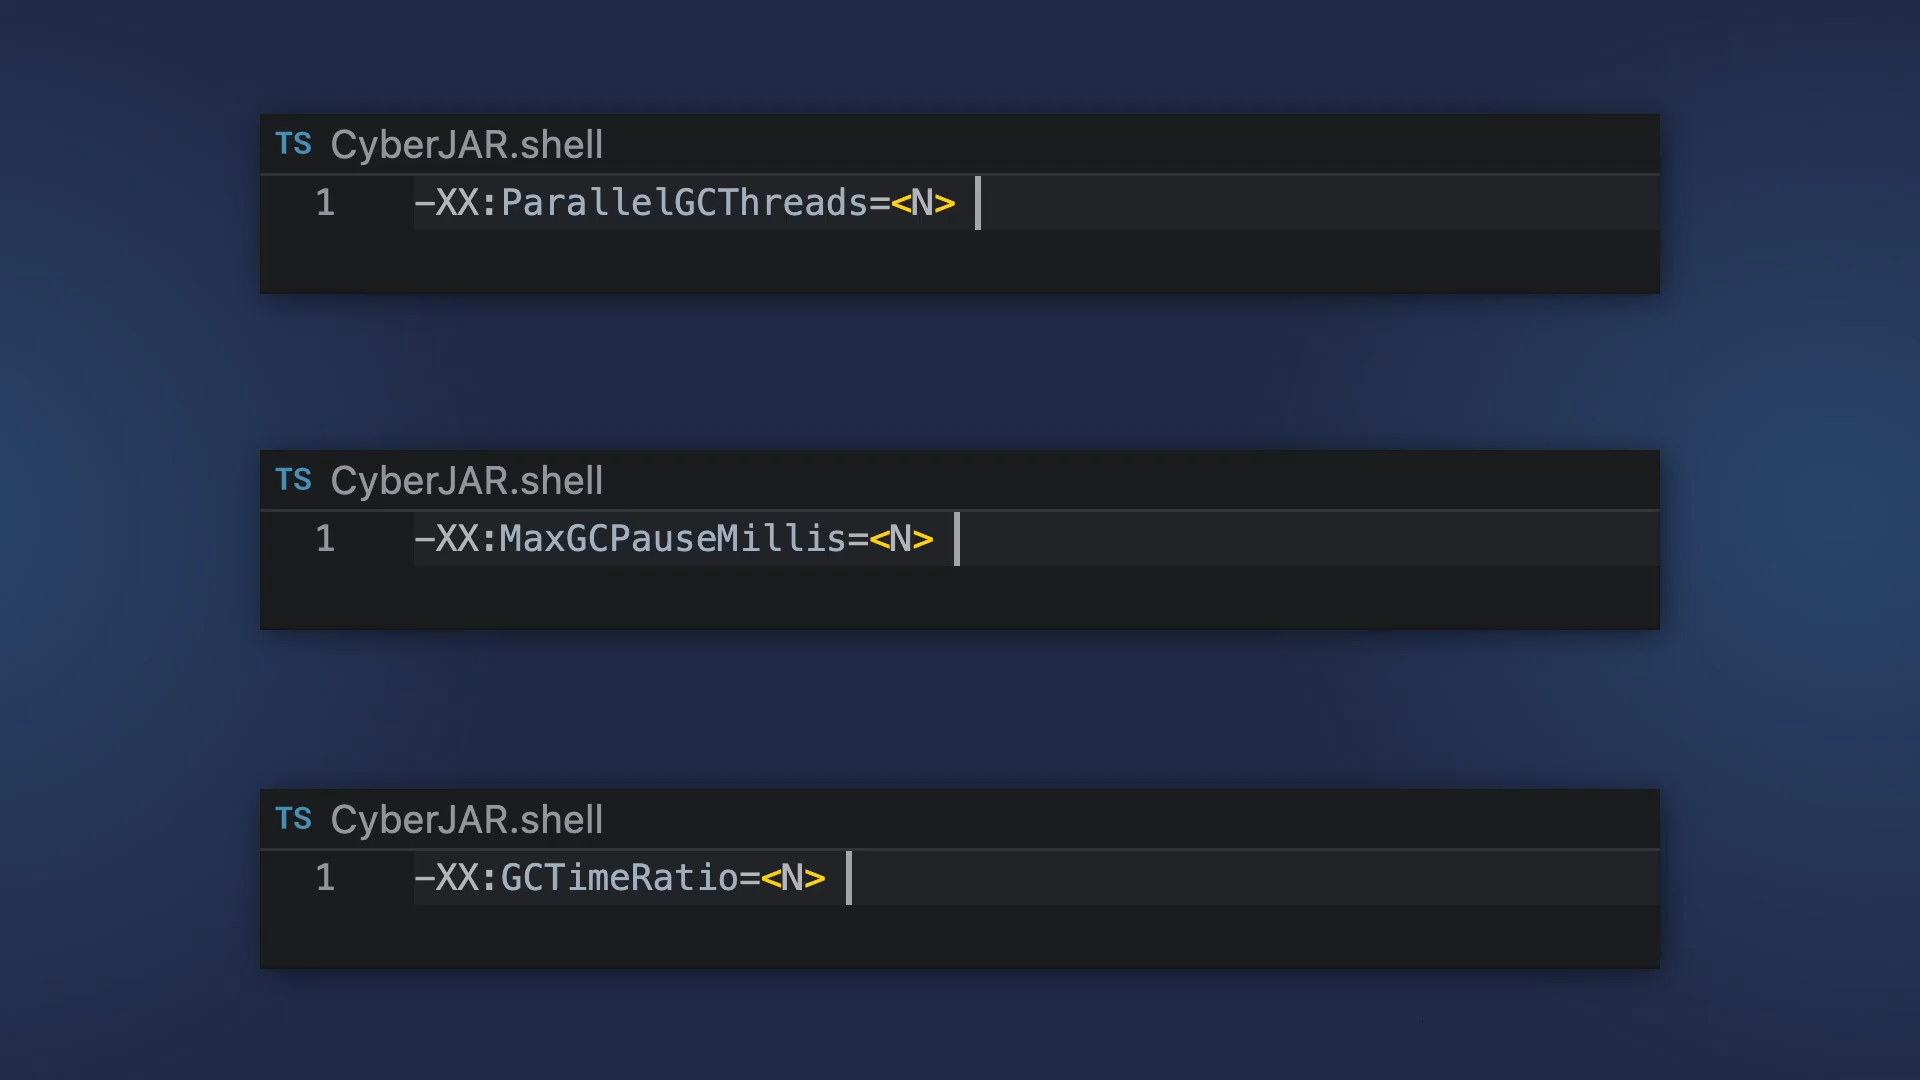 TS CyberJAR.shell
1 -XX:ParallelGCThreads=<N>
TS CyberJAR.shell
1 -XX:MaxGCPauseMillis=<N>
TS CyberJAR.shell
1 -XX:GCTimeRatio=<N>